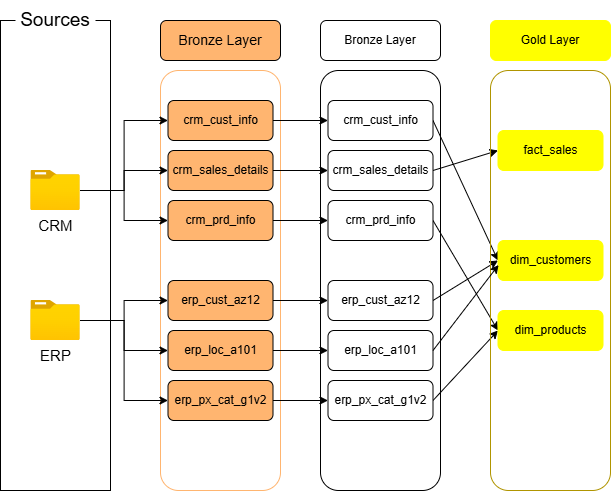 Sources
Bronze Layer
Bronze Layer
Gold Layer
CRM
ERP
crm_cust_info
crm_sales_details
crm_prd_info
erp_cust_az12
erp_loc_a101
erp_px_cat_g1v2
crm_cust_info
crm_sales_details
crm_prd_info
erp_cust_az12
erp_loc_a101
erp_px_cat_g1v2
fact_sales
dim_customers
dim_products